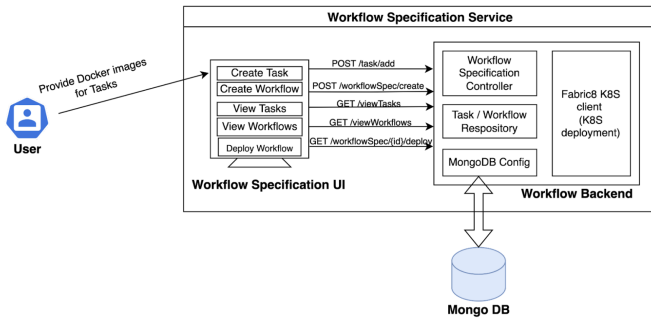 Workflow Specification Service
Provide Docker images
for Tasks
User
Create Task
Create Workflow
View Tasks
View Workflows
Deploy Workflow
Workflow Specification UI
POST /task/add
POST /workflowSpec/create
GET /viewTasks
GET /viewWorkflows
GET /workflowSpec/{id}/deploy
Workflow
Specification
Controller
Task / Workflow
Respository
MongoDB Config
Fabric8 K8S
client
(K8S
deployment)
Workflow Backend
Mongo DB